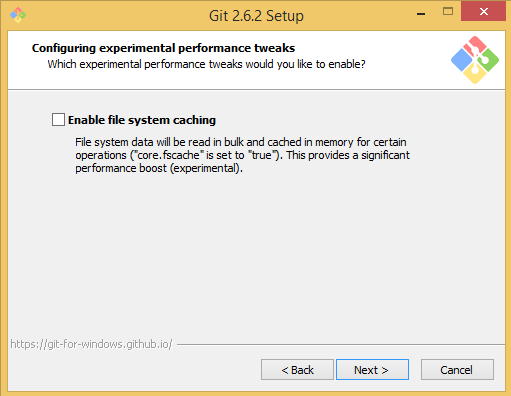 Git 2.6.2 Setup
Configuring experimental performance tweaks
Which experimental performance tweaks would you like to enable?
Enable file system caching
File system data will be read in bulk and cached in memory for certain
operations ("core.fscache" is set to "true"). This provides a significant
performance boost (experimental).
https://git-for-windows.github.io/
< Back Next > Cancel